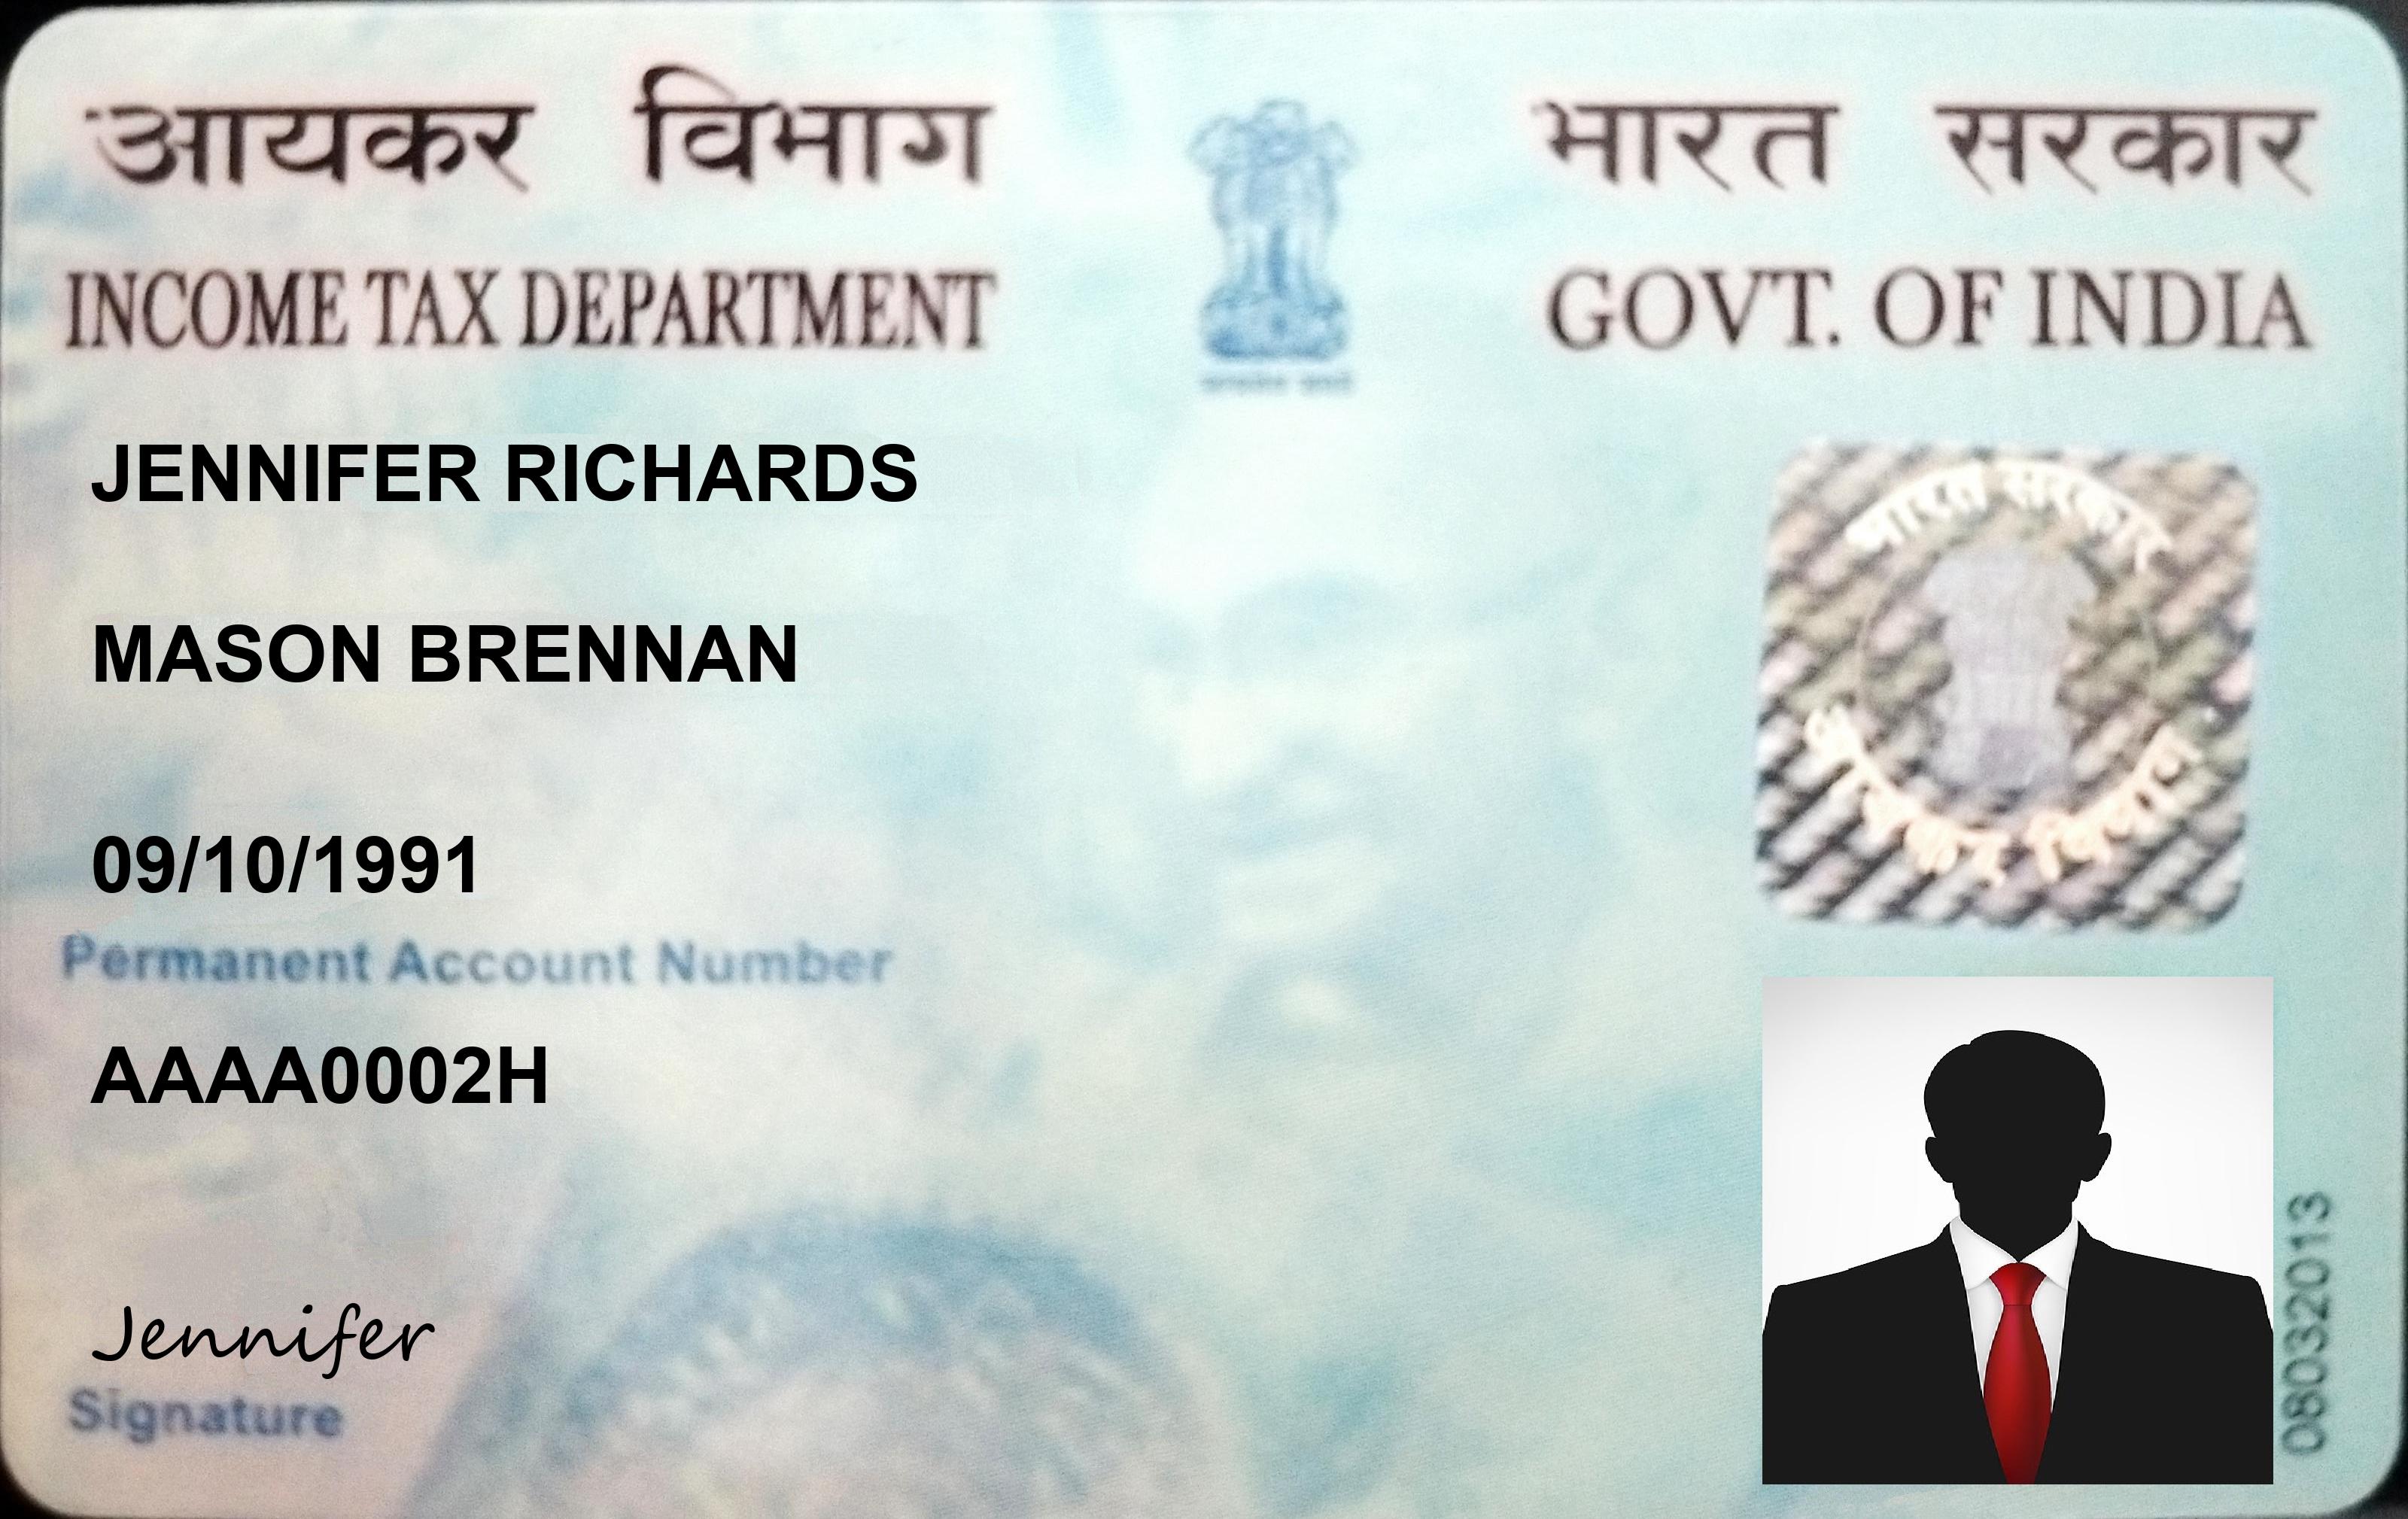 आयकर विभाग
भारत सरकार
INCOME TAX DEPARTMENT
GOVT. OF INDIA
JENNIFER RICHARDS
भारत सरकार
MASON BRENNAN
आयकर विभाग
09/10/1991
Permanent Account Number
AAAA0002H
Jennifer
Signature
08032013